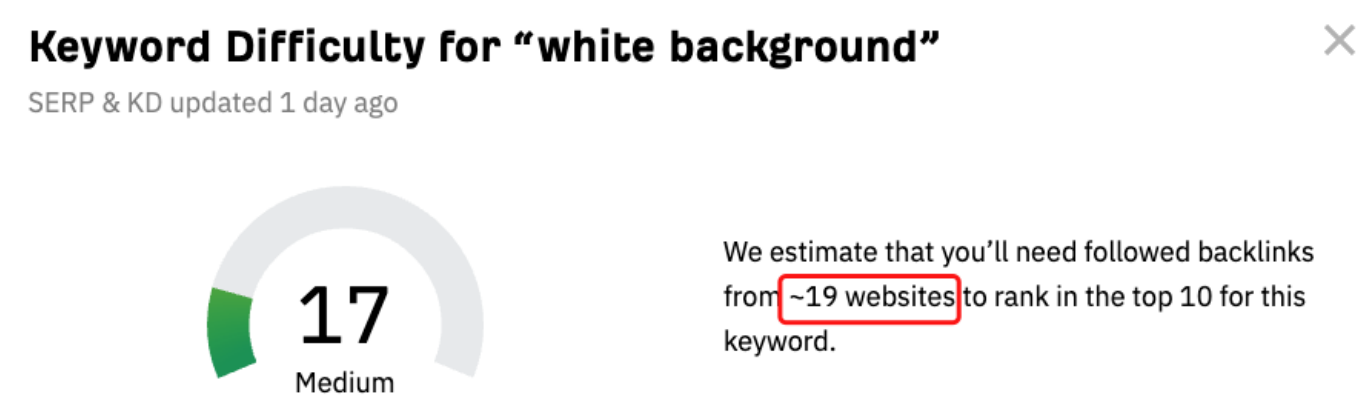 Keyword Difficulty for “white background”
SERP & KD updated 1 day ago
17
Medium
We estimate that you’ll need followed backlinks
from ~19 websites to rank in the top 10 for this
keyword.